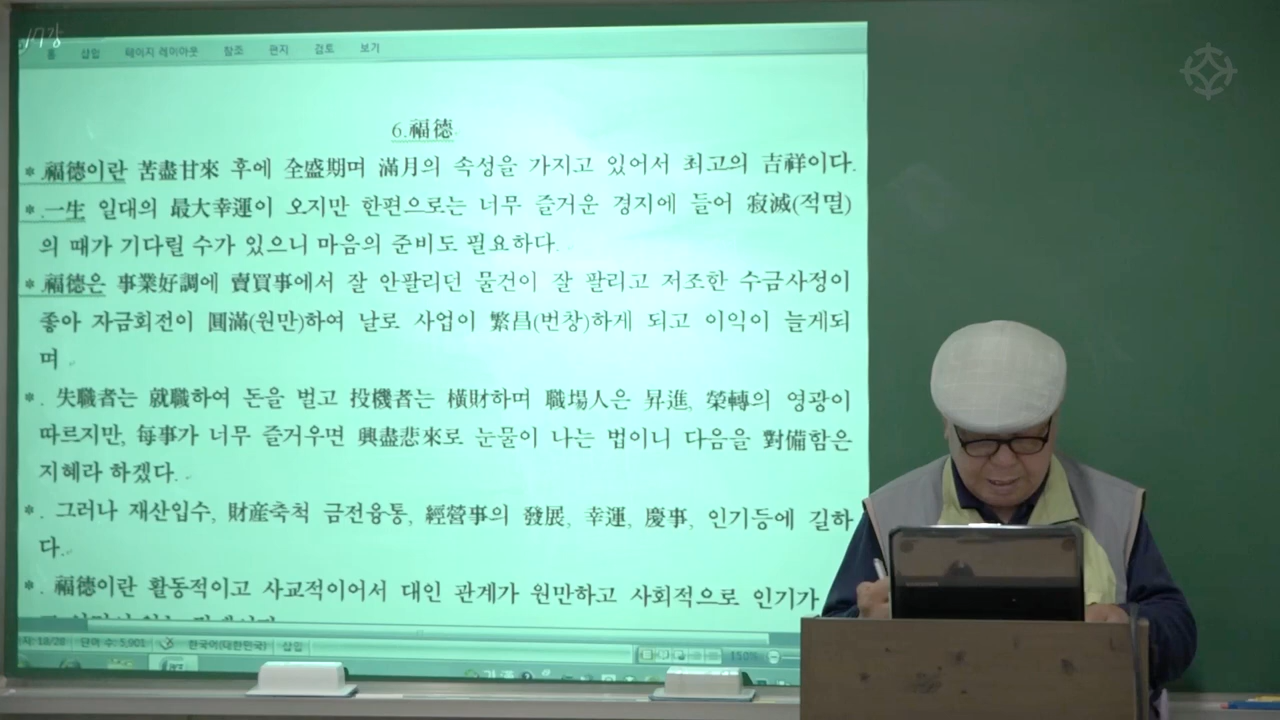 17강
홈 삽입 페이지 레이아웃 참조 편지 검토 보기
6.福德
* .福德이란 苦盡甘來 후에 全盛期며 滿月의 속성을 가지고 있어서 최고의 吉祥이다.
* .一生 일대의 最大幸運이 오지만 한편으로는 너무 즐거운 경지에 들어 寂滅(적멸)
의 때가 기다릴 수가 있으니 마음의 준비도 필요하다.
* .福德은 事業好調에 賣買事에서 잘 안팔리던 물건이 잘 팔리고 저조한 수금사정이
좋아 자금회전이 圓滿(원만)하여 날로 사업이 繁昌(번창)하게 되고 이익이 늘게되
며
* . 失職者는 就職하여 돈을 벌고 投機者는 橫財하며 職場人은 昇進, 榮轉의 영광이
따르지만, 每事가 너무 즐거우면 興盡悲來로 눈물이 나는 법이니 다음을 對備함은
지혜라 하겠다.
* . 그러나 재산입수, 財産축척 금전융통, 經營事의 發展, 幸運, 慶事, 인기등에 길하
다.
* . 福德이란 활동적이고 사교적이어서 대인 관계가 원만하고 사회적으로 인기가
지: 18/28 단어 수: 5,901 한국어(대한민국) 삽입 150%